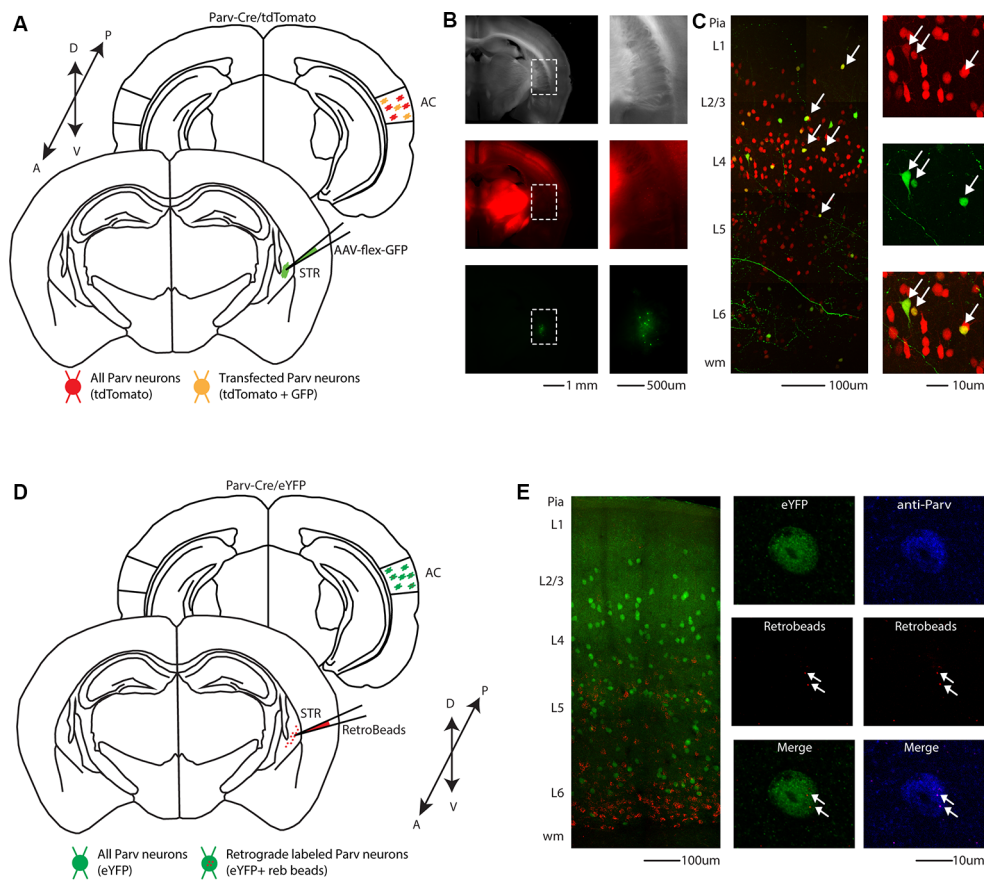 A
Parv-Cre/tdTomato
D
P
A
V
AC
AAV-flex-GFP
STR
All Parv neurons
(tdTomato)
Transfected Parv neurons
(tdTomato + GFP)
B
1 mm
500um
C
Pia
L1
L2/3
L4
L5
L6
wm
100um
10um
D
Parv-Cre/eYFP
AC
STR
RetroBeads
D
P
A
V
All Parv neurons
(eYFP)
Retrograde labeled Parv neurons
(eYFP+ reb beads)
E
Pia
L1
L2/3
L4
L5
L6
wm
100um
eYFP
anti-Parv
Retrobeads
Retrobeads
Merge
Merge
10um